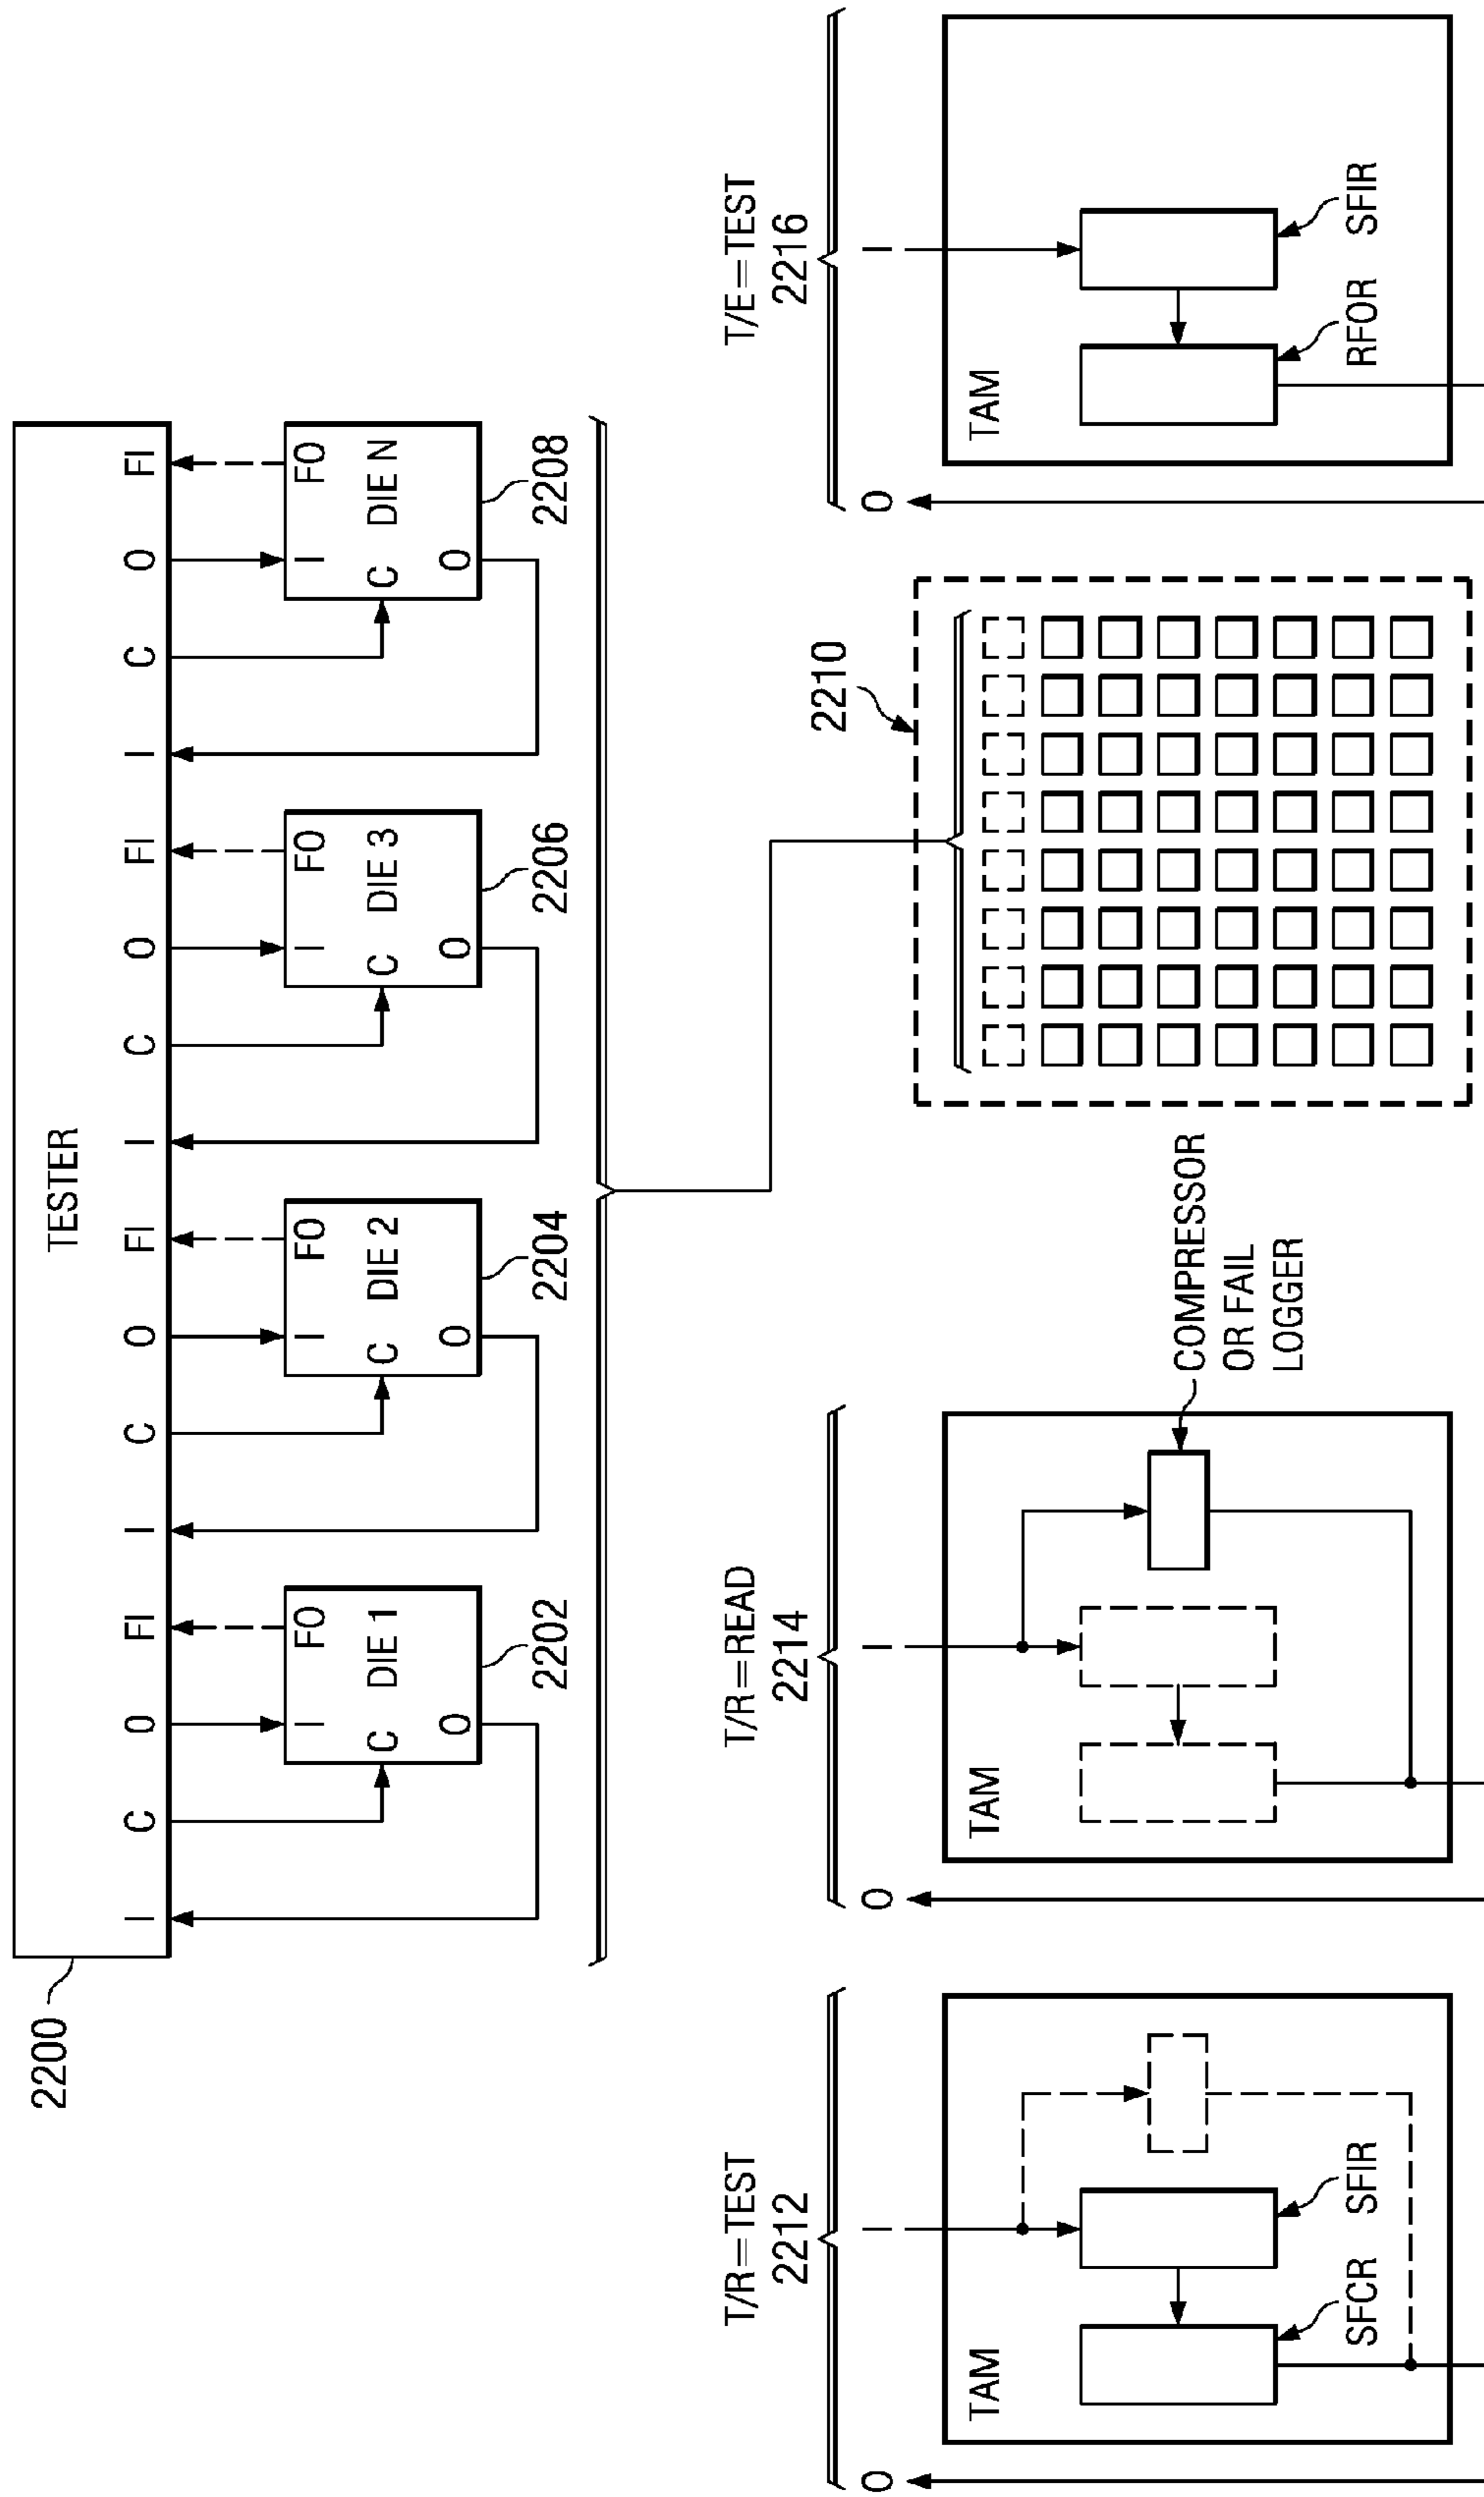 2200
TESTER
I C O FI I C O FI I C O FI I C O FI
I FO I FO I FO I FO
C DIE 1 C DIE 2 C DIE 3 C DIE N
O O O O
2202 2204 2206 2208
T/R=TEST
2212
O I
TAM
SFCR SFIR
T/R=READ
2214
O I
TAM
COMPRESSOR
OR FAIL
LOGGER
2210
T/E=TEST
2216
O I
TAM
RFOR SFIR